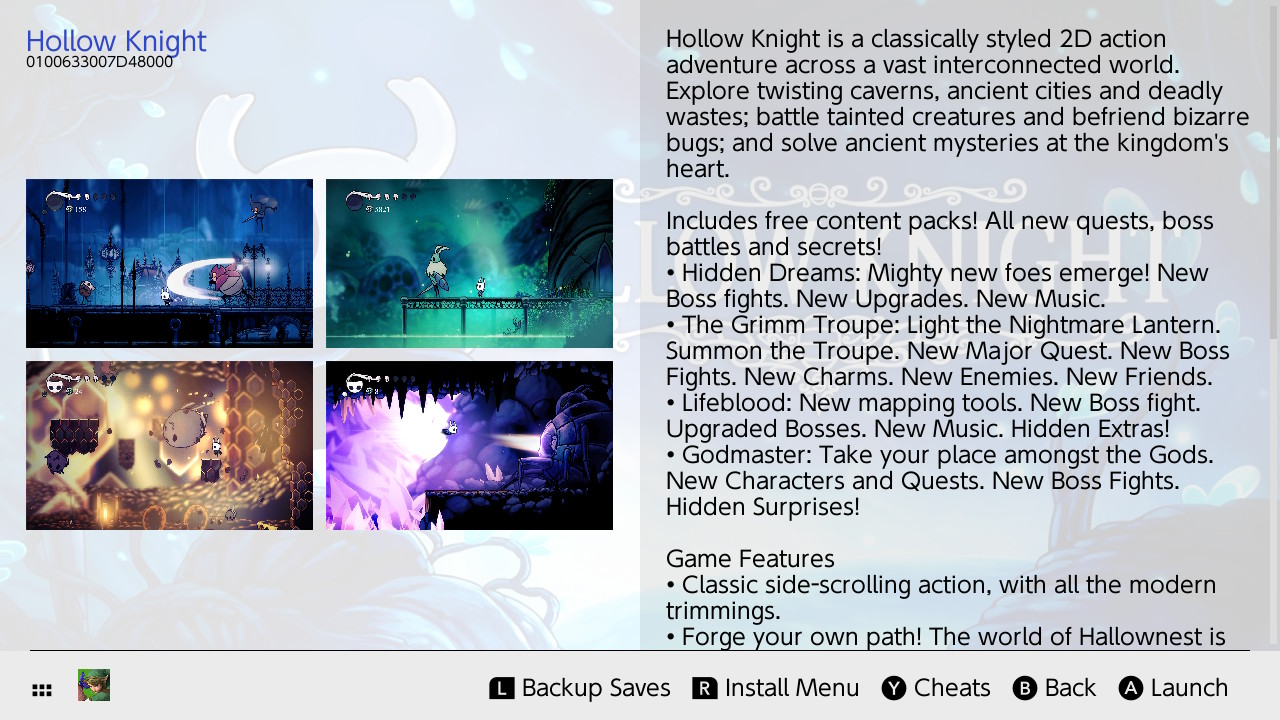 Hollow Knight
0100633007D48000
Hollow Knight is a classically styled 2D action
adventure across a vast interconnected world.
Explore twisting caverns, ancient cities and deadly
wastes; battle tainted creatures and befriend bizarre
bugs; and solve ancient mysteries at the kingdom's
heart.
Includes free content packs! All new quests, boss
battles and secrets!
• Hidden Dreams: Mighty new foes emerge! New
Boss fights. New Upgrades. New Music.
• The Grimm Troupe: Light the Nightmare Lantern.
Summon the Troupe. New Major Quest. New Boss
Fights. New Charms. New Enemies. New Friends.
• Lifeblood: New mapping tools. New Boss fight.
Upgraded Bosses. New Music. Hidden Extras!
• Godmaster: Take your place amongst the Gods.
New Characters and Quests. New Boss Fights.
Hidden Surprises!
Game Features
• Classic side-scrolling action, with all the modern
trimmings.
• Forge your own path! The world of Hallownest is
L Backup Saves R Install Menu Y Cheats B Back A Launch